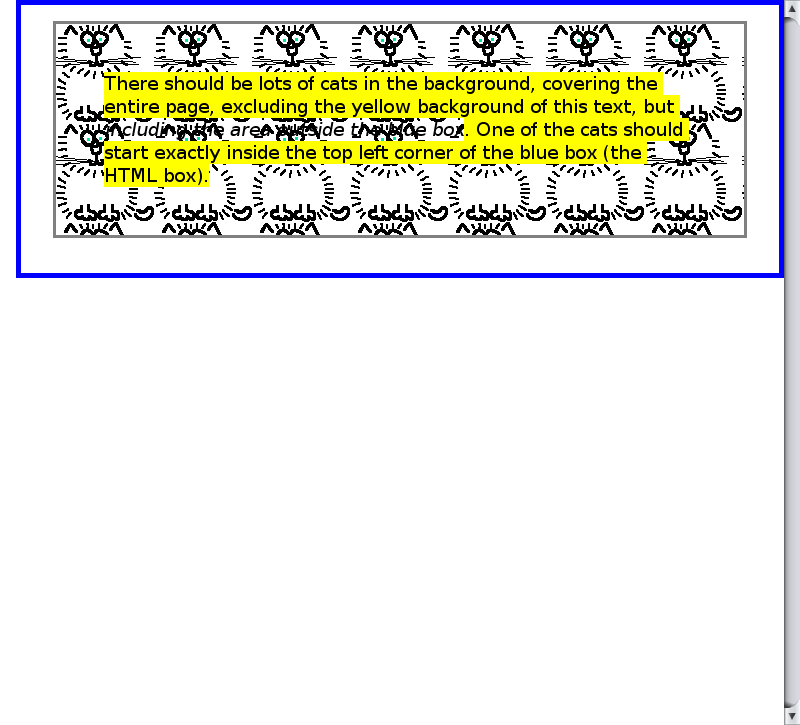 There should be lots of cats in the background, covering the
entire page, excluding the yellow background of this text, but
including the area outside the blue box. One of the cats should
start exactly inside the top left corner of the blue box (the
HTML box).